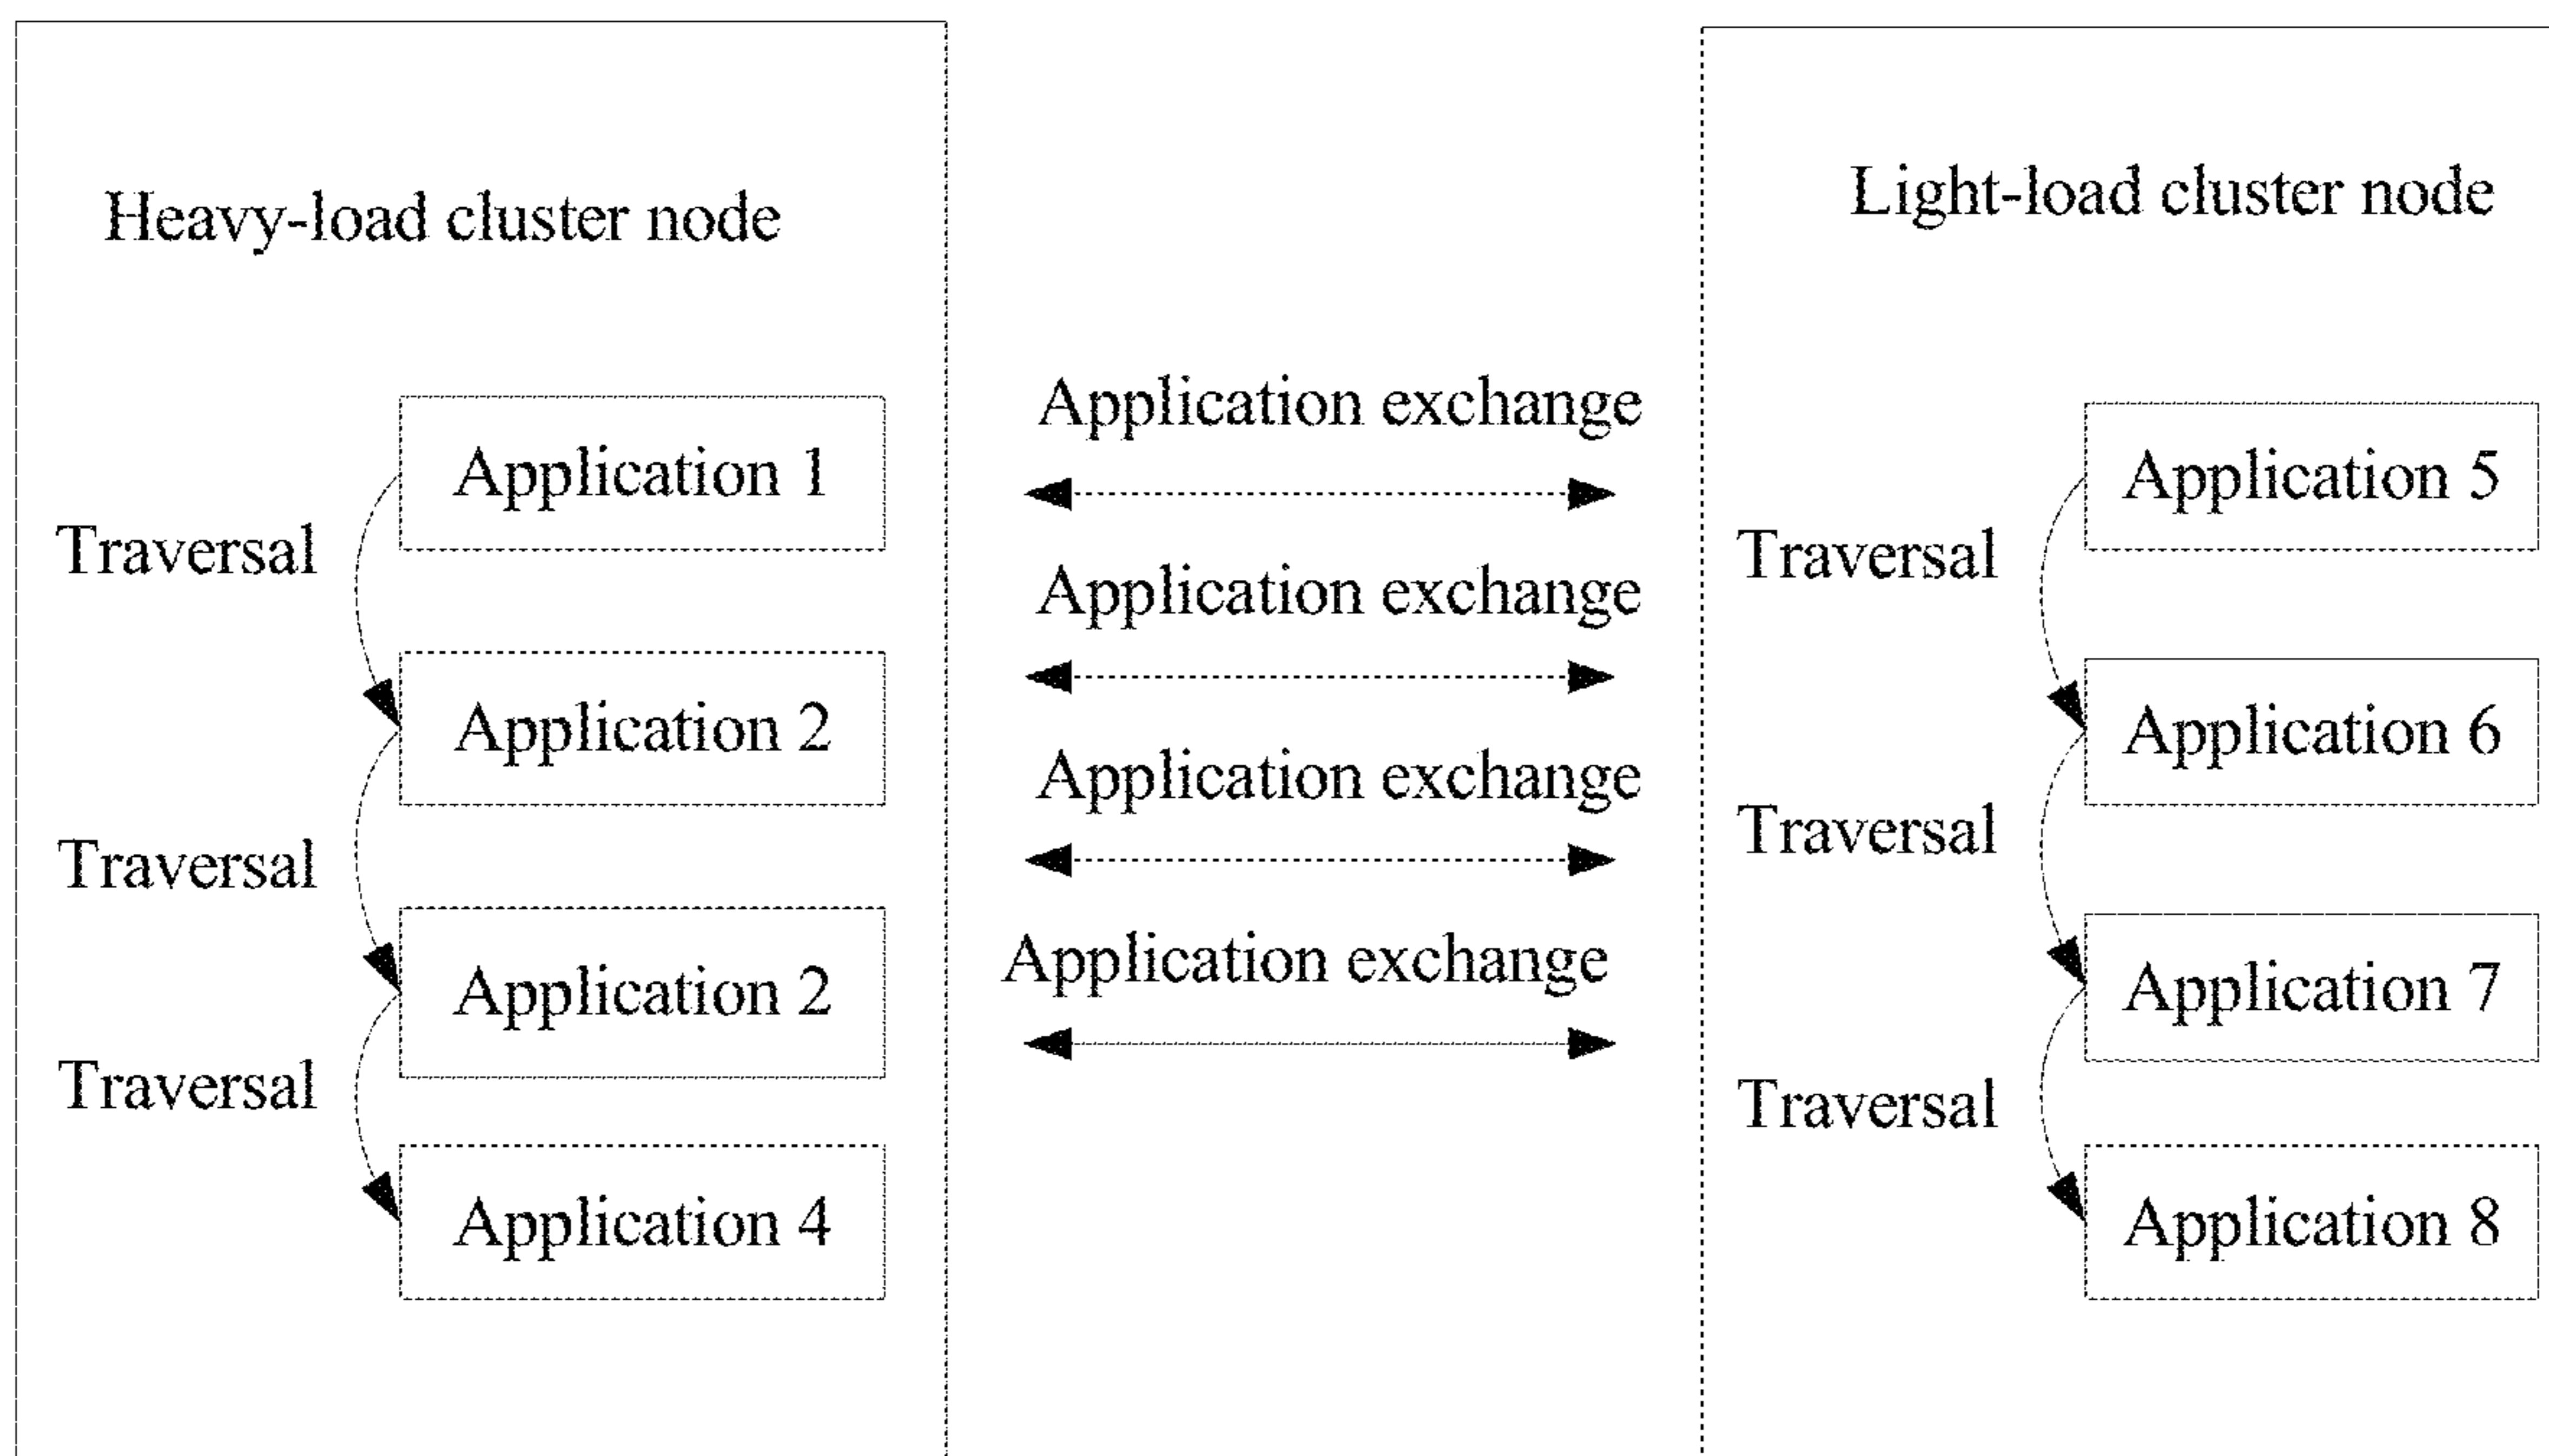 Heavy-load cluster node
Application 1
Traversal
Application 2
Traversal
Application 2
Traversal
Application 4
Application exchange
Application exchange
Application exchange
Application exchange
Light-load cluster node
Application 5
Traversal
Application 6
Traversal
Application 7
Traversal
Application 8